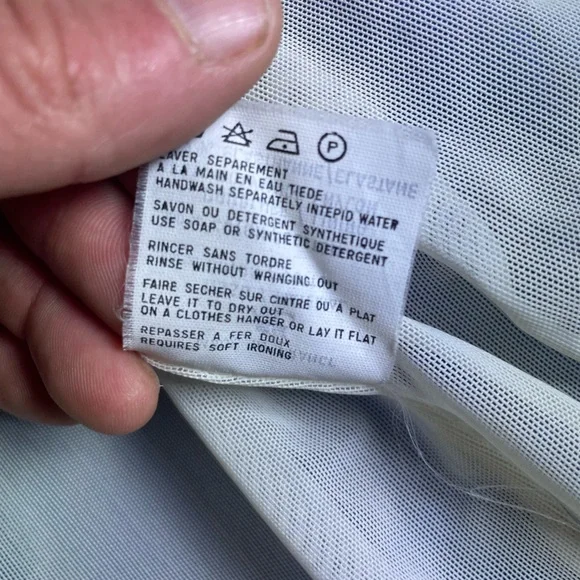 P
AVER SEPAREMENT
A LA MAIN EN EAU TIEDE
HANDWASH SEPARATELY INTEPID WATER
SAVON OU DETERGENT SYNTHETIQUE
USE SOAP OR SYNTHETIC DETERGENT
RINCER SANS TORDRE
RINSE WITHOUT WRINGING OUT
FAIRE SECHER SUR CINTRE OU A PLAT
LEAVE IT TO DRY OUT
ON A CLOTHES HANGER OR LAY IT FLAT
REPASSER A FER DOUX
REQUIRES SOFT IRONING